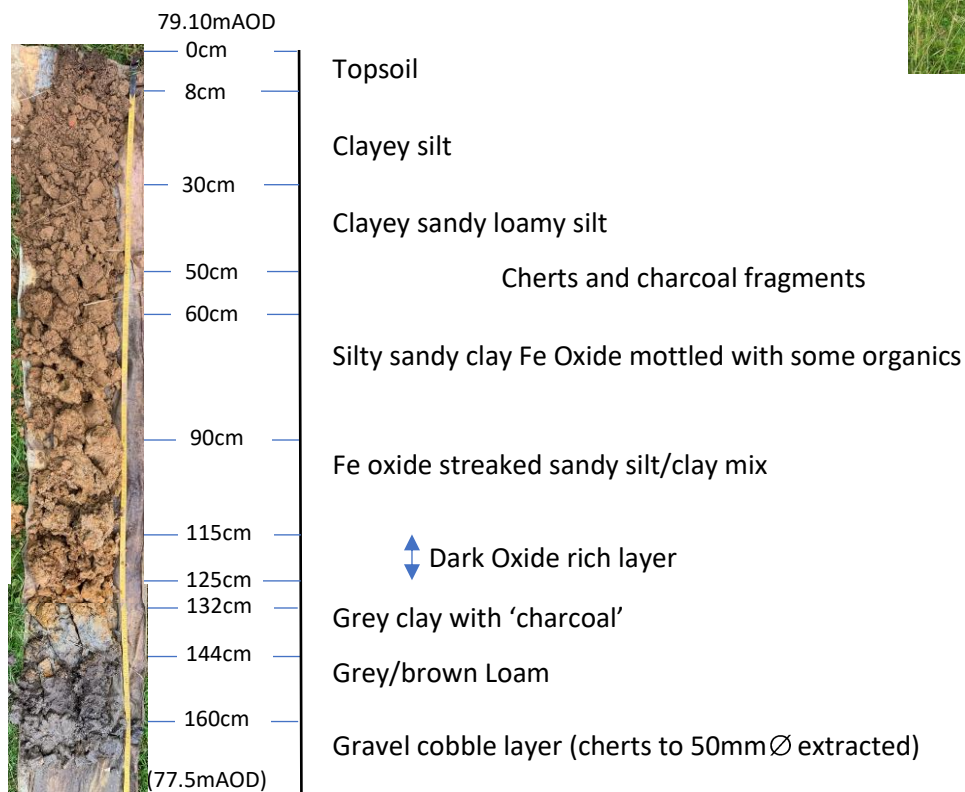 79.10mAOD
0cm
Topsoil
8cm
Clayey silt
30cm
Clayey sandy loamy silt
50cm
Cherts and charcoal fragments
60cm
Silty sandy clay Fe Oxide mottled with some organics
90cm
Fe oxide streaked sandy silt/clay mix
115cm
Dark Oxide rich layer
125cm
132cm
Grey clay with ‘charcoal’
144cm
Grey/brown Loam
160cm
Gravel cobble layer (cherts to 50mm∅ extracted)
(77.5mAOD)